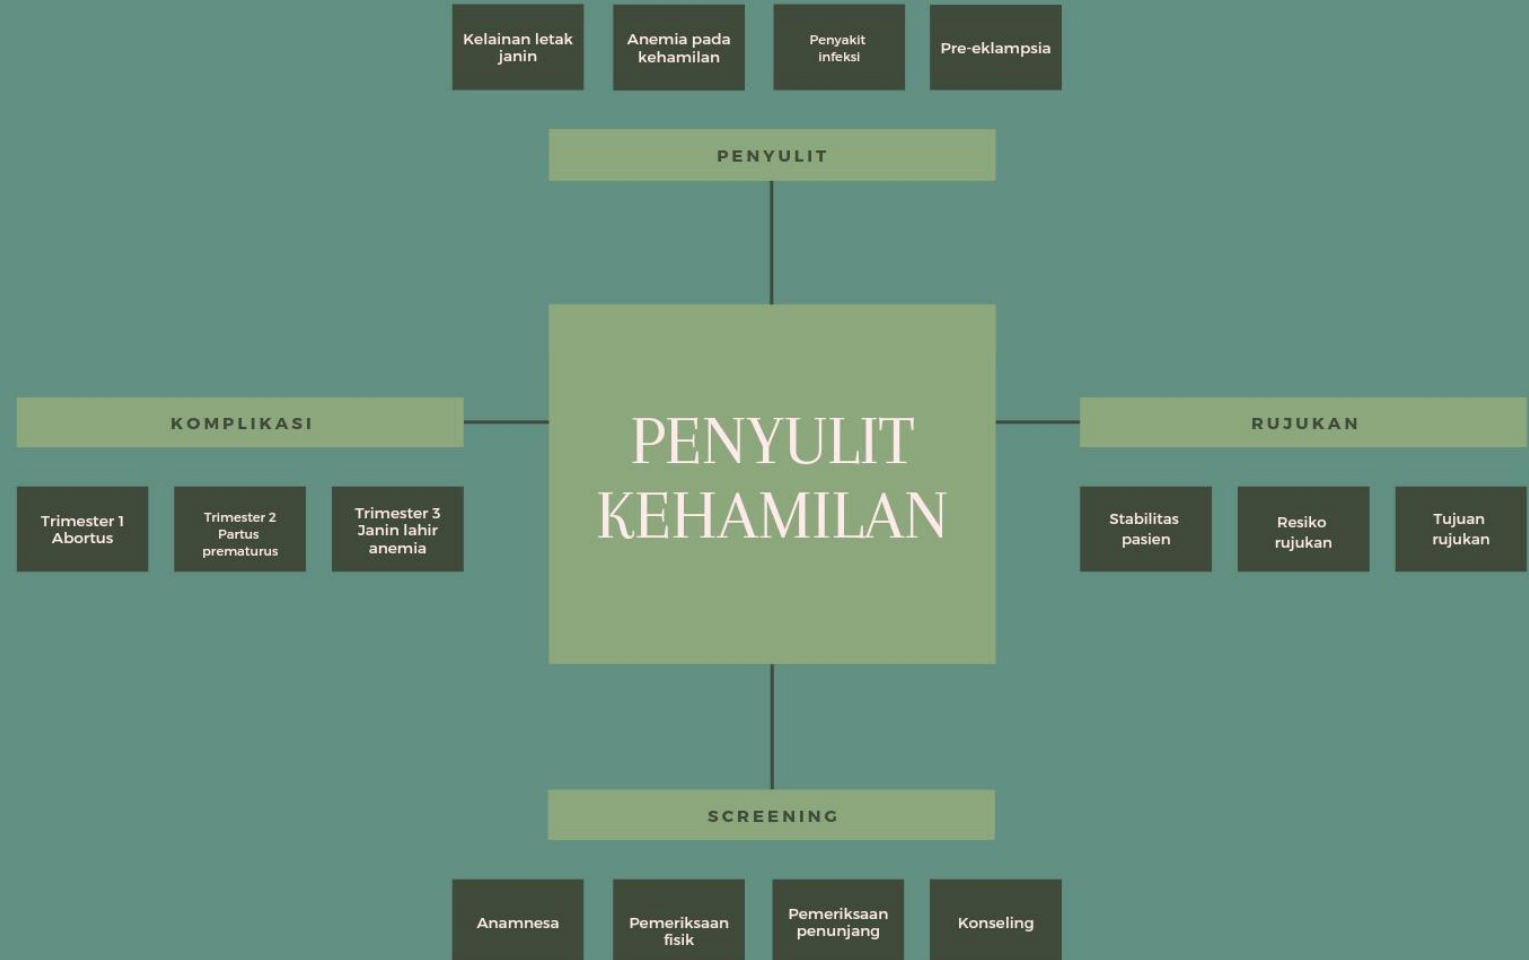 Kelainan letak
janin
Anemia pada
kehamilan
Penyakit
infeksi
Pre-eklampsia
PENYULIT
PENYULIT
KEHAMILAN
KOMPLIKASI
Trimester 1
Abortus
Trimester 2
Partus
prematurus
Trimester 3
Janin lahir
anemia
RUJUKAN
Stabilitas
pasien
Resiko
rujukan
Tujuan
rujukan
SCREENING
Anamnesa
Pemeriksaan
fisik
Pemeriksaan
penunjang
Konseling